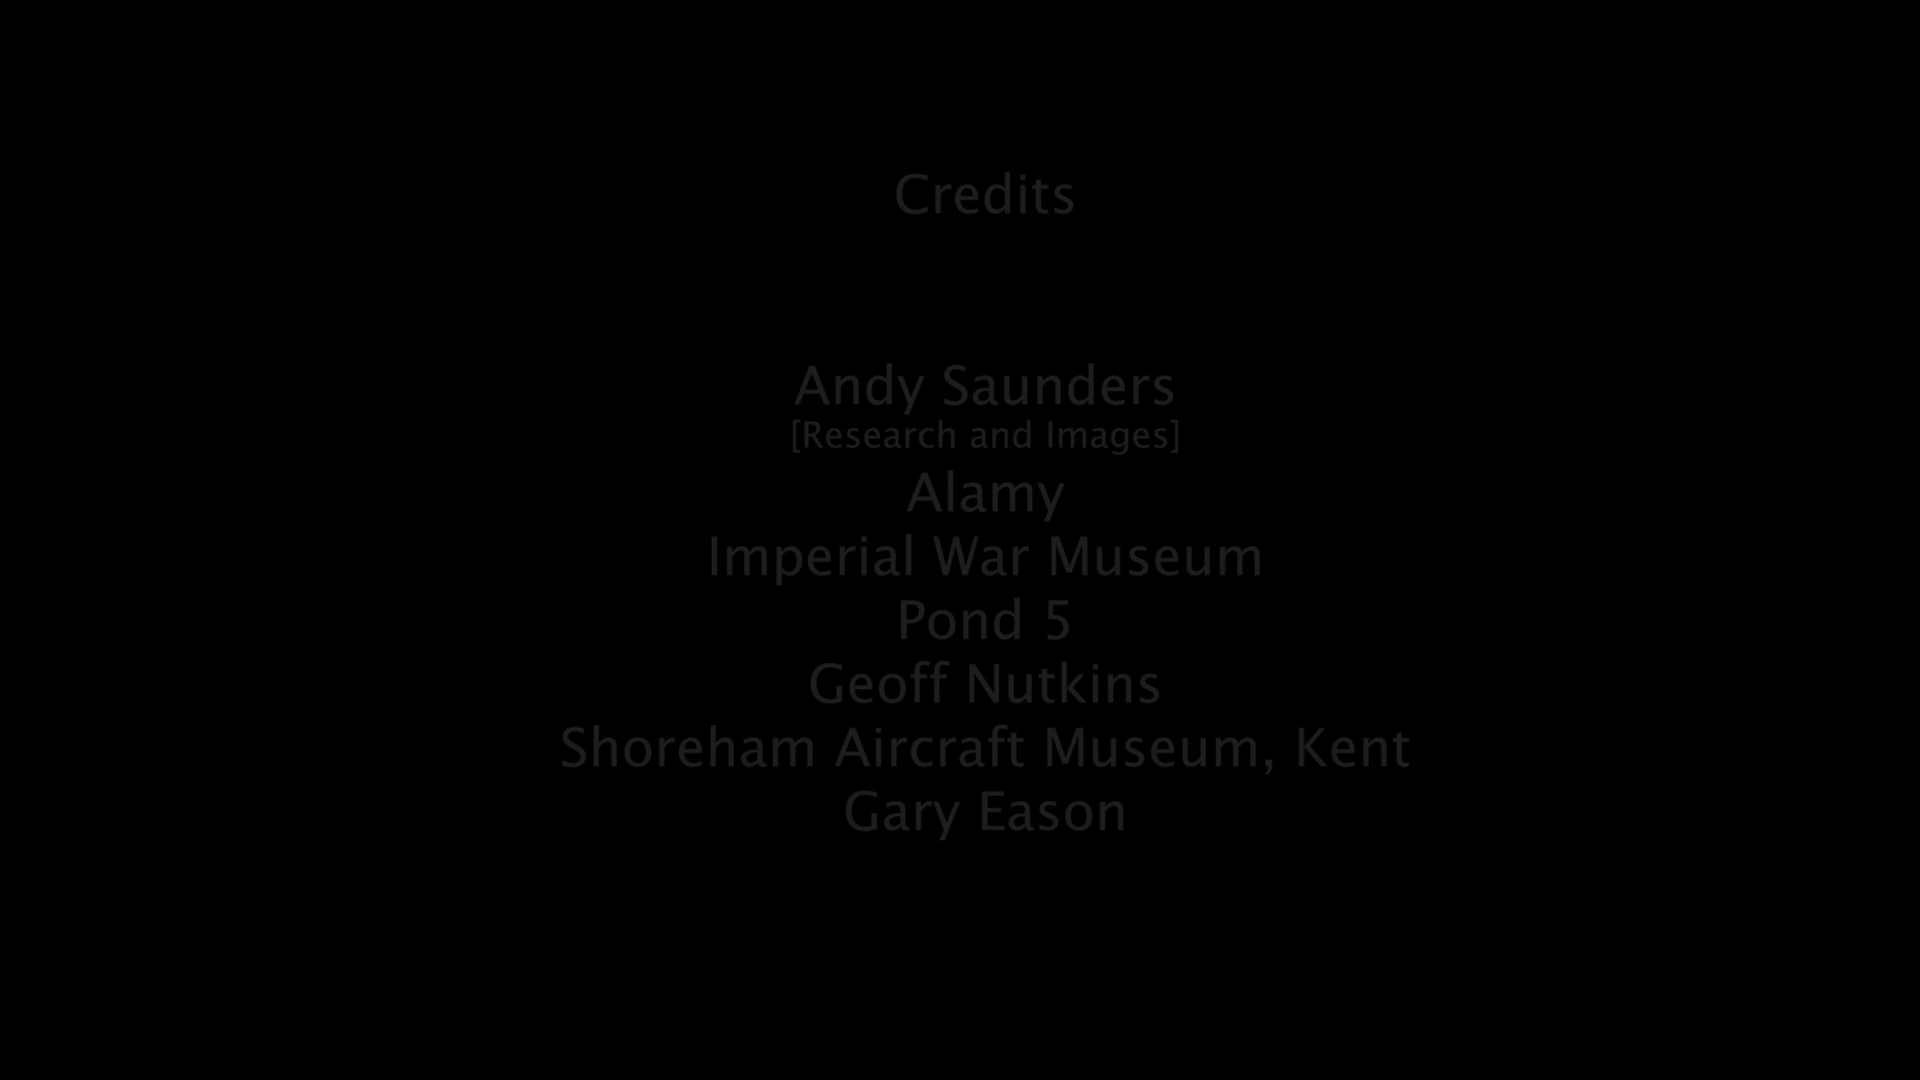 Credits
Andy Saunders
[Research and Images]
Alamy
Imperial War Museum
Pond 5
Geoff Nutkins
Shoreham Aircraft Museum, Kent
Gary Eason